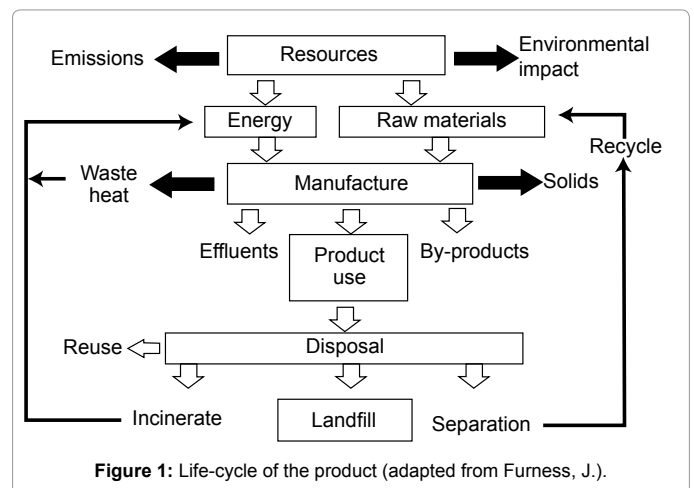 Emissions
Resources
Environmental
impact
Energy
Raw materials
Recycle
Waste
heat
Manufacture
Solids
Effluents
Product
use
By-products
Reuse
Disposal
Incinerate
Landfill
Separation
Figure 1: Life-cycle of the product (adapted from Furness, J.).